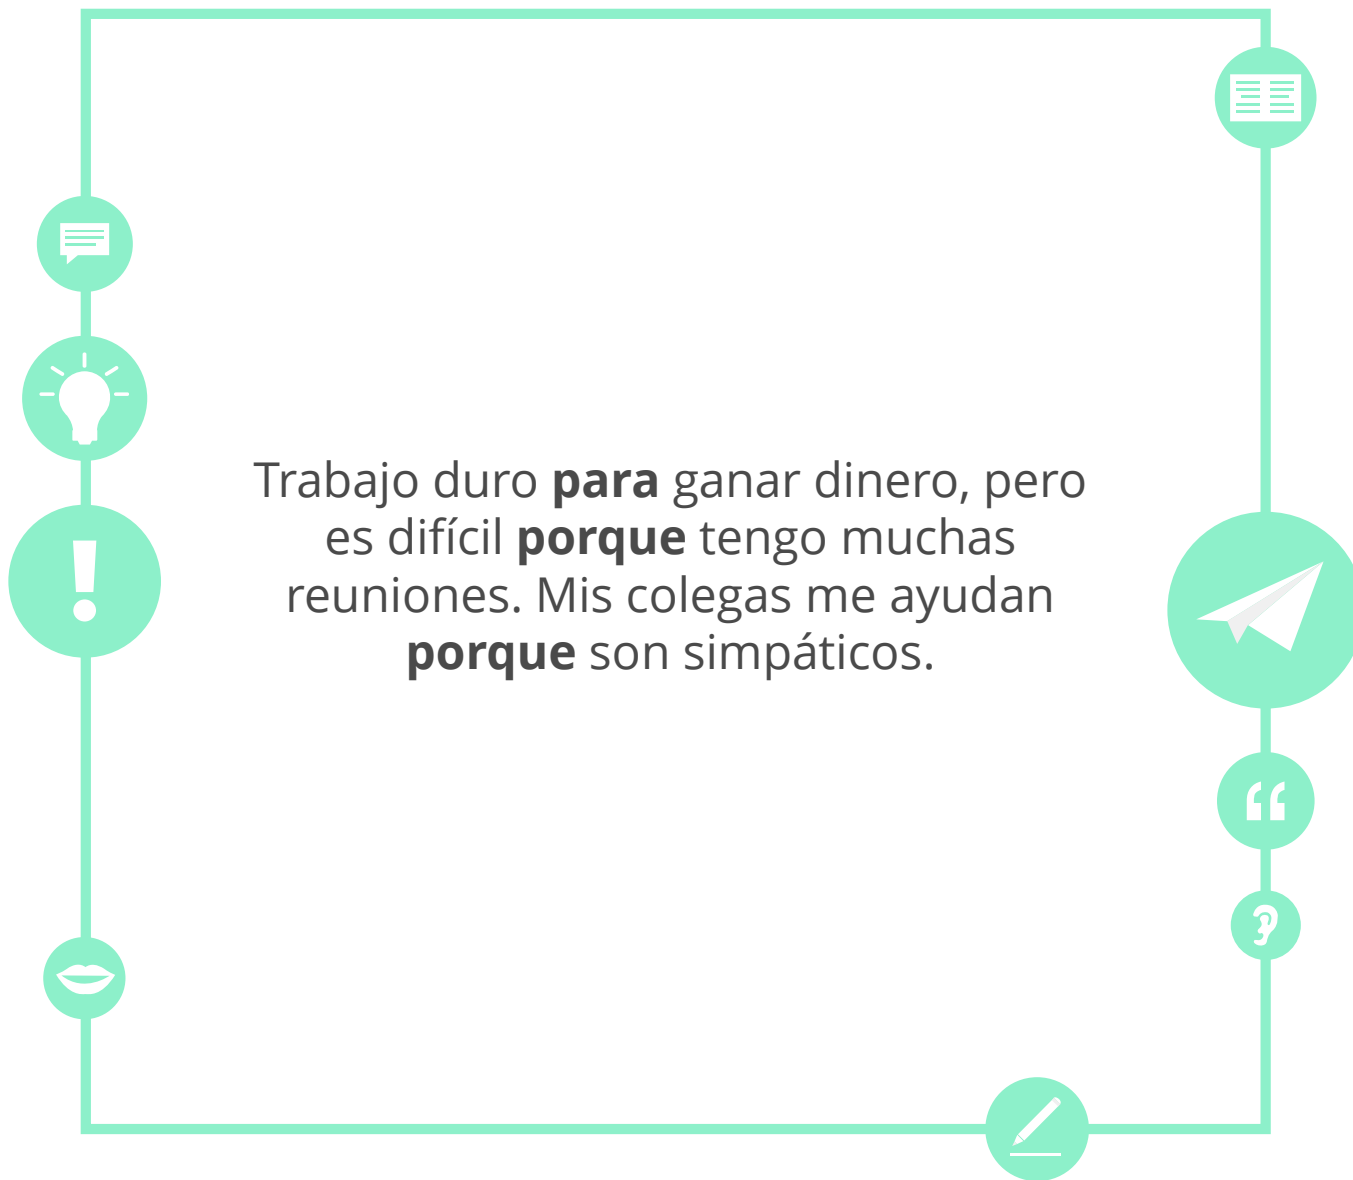 Trabajo duro para ganar dinero, pero
es difícil porque tengo muchas
reuniones. Mis colegas me ayudan
porque son simpáticos.